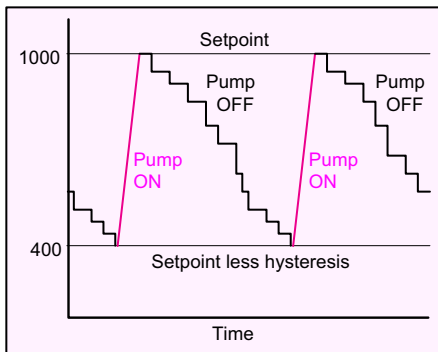 1000
Setpoint
Pump
OFF
Pump
OFF
Pump
ON
Pump
ON
400
Setpoint less hysteresis
Time